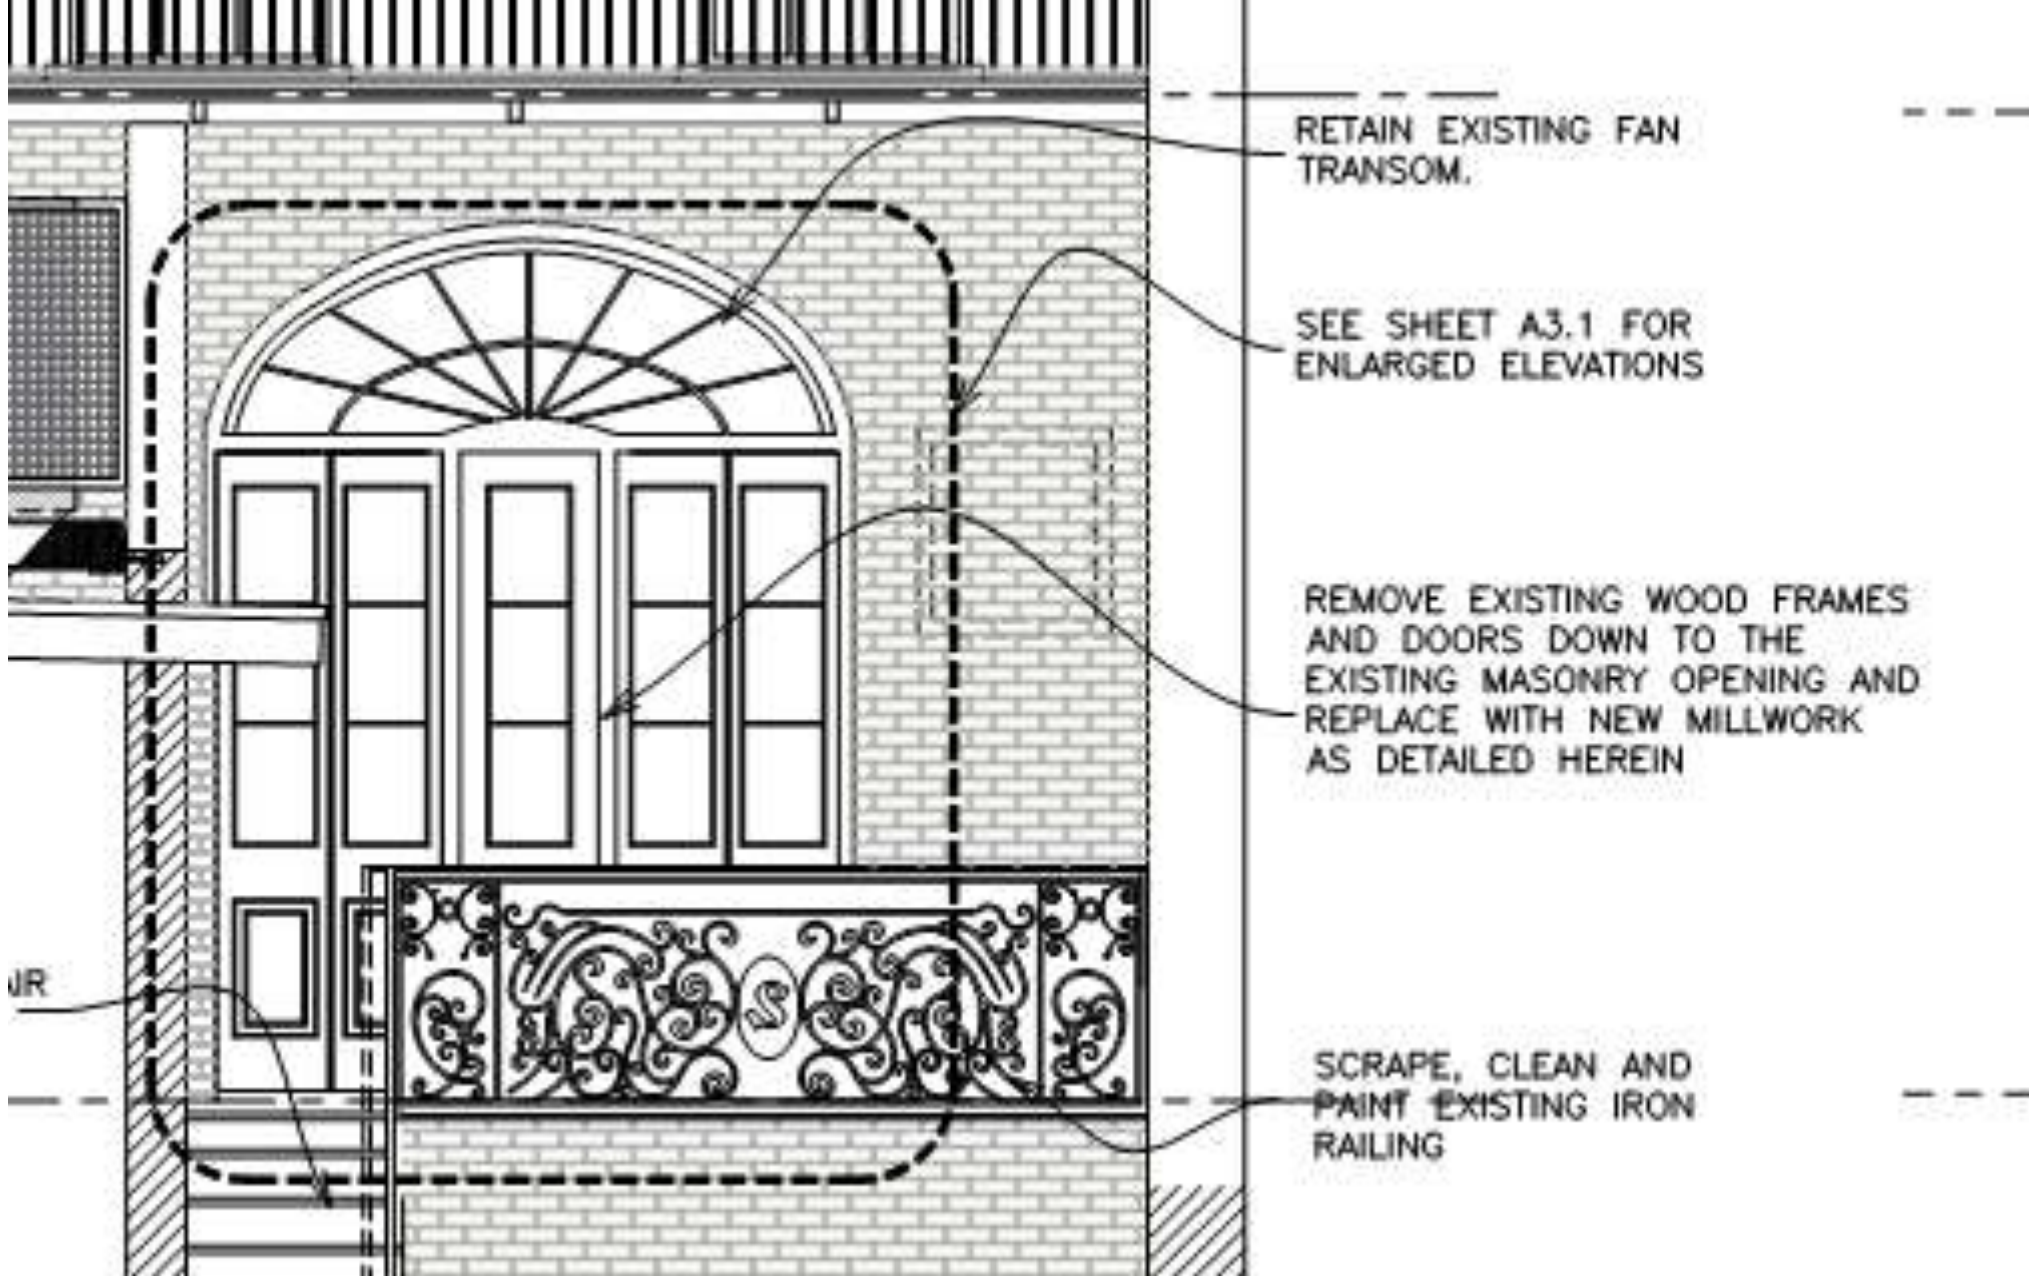 RETAIN EXISTING FAN
TRANSOM.
SEE SHEET A3.1 FOR
ENLARGED ELEVATIONS
REMOVE EXISTING WOOD FRAMES
AND DOORS DOWN TO THE
EXISTING MASONRY OPENING AND
REPLACE WITH NEW MILLWORK
AS DETAILED HEREIN
SCRAPE, CLEAN AND
PAINT EXISTING IRON
RAILING